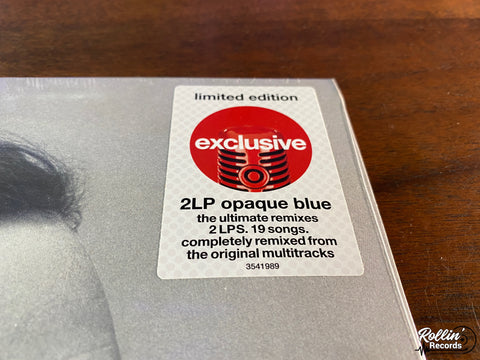 limited edition
exclusive
2LP opaque blue
the ultimate remixes
2 LPS. 19 songs.
completely remixed from
the original multitracks
3541989
Rollin'
Records